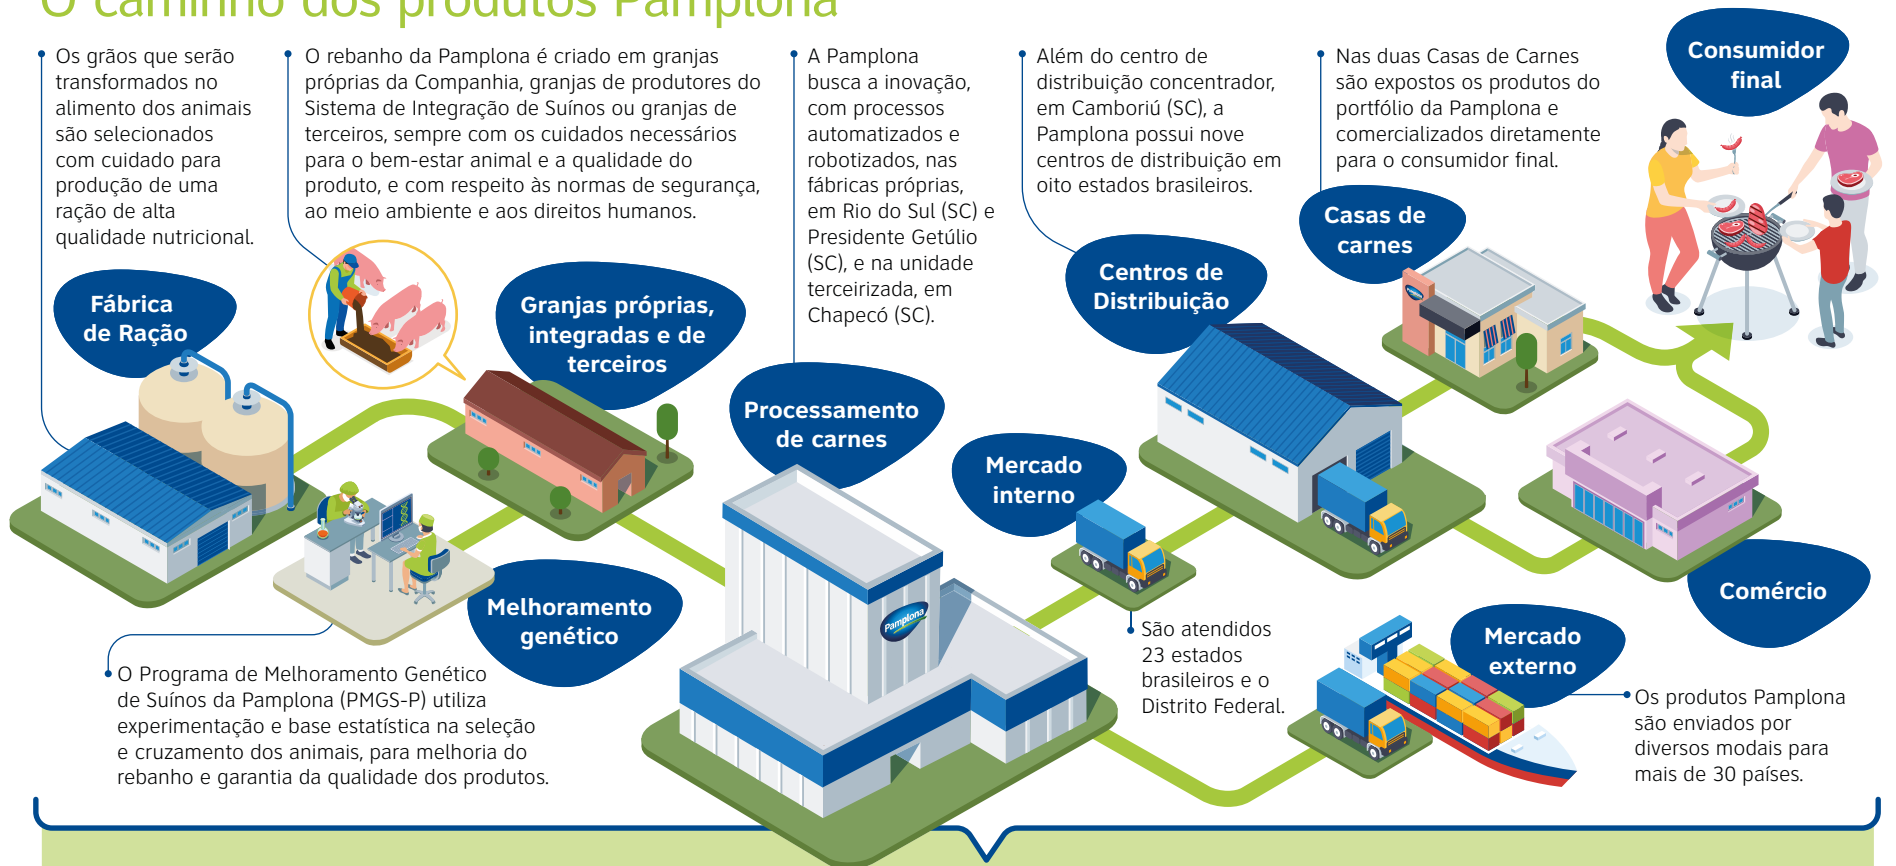 O caminho dos produtos Pamplona
Os grãos que serão
transformados no
alimento dos animais
são selecionados
com cuidado para
produção de uma
ração de alta
qualidade nutricional.
O rebanho da Pamplona é criado em granjas
próprias da Companhia, granjas de produtores do
Sistema de Integração de Suínos ou granjas de
terceiros, sempre com os cuidados necessários
para o bem-estar animal e a qualidade do
produto, e com respeito às normas de segurança,
ao meio ambiente e aos direitos humanos.
A Pamplona
busca a inovação,
com processos
automatizados e
robotizados, nas
fábricas próprias,
em Rio do Sul (SC) e
Presidente Getúlio
(SC), e na unidade
terceirizada, em
Chapecó (SC).
Além do centro de
distribuição concentrador,
em Camboriú (SC), a
Pamplona possui nove
centros de distribuição em
oito estados brasileiros.
Nas duas Casas de Carnes
são expostos os produtos do
portfólio da Pamplona e
comercializados diretamente
para o consumidor final.
Consumidor
final
Casas de
carnes
Centros de
Distribuição
Fábrica
de Ração
Granjas próprias,
integradas e de
terceiros
Processamento
de carnes
Mercado
interno
Melhoramento
genético
Pamplona
Comércio
Mercado
externo
O Programa de Melhoramento Genético
de Suínos da Pamplona (PMGS-P) utiliza
experimentação e base estatística na seleção
e cruzamento dos animais, para melhoria do
rebanho e garantia da qualidade dos produtos.
São atendidos
23 estados
brasileiros e o
Distrito Federal.
Os produtos Pamplona
são enviados por
diversos modais para
mais de 30 países.